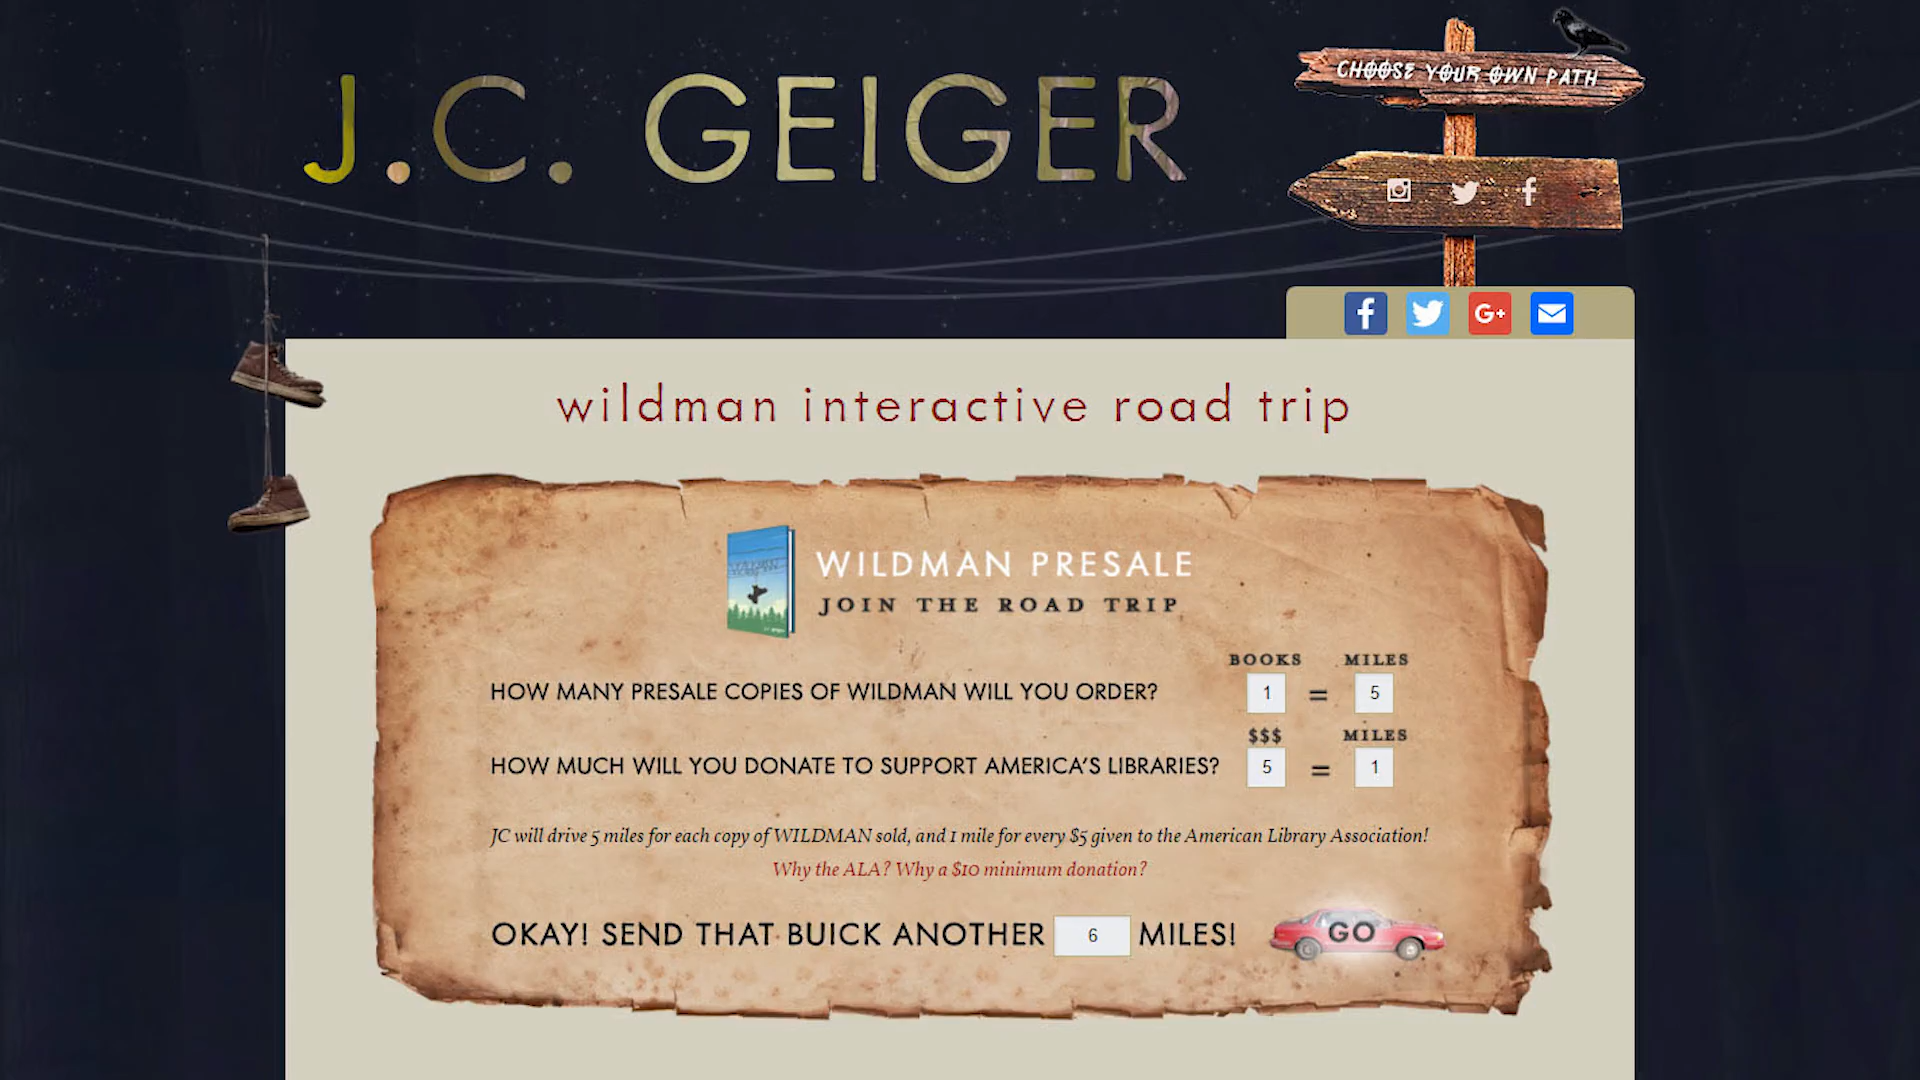 J.C. GEIGER
CHOOSE YOUR OWN PATH
wildman interactive road trip
WILDMAN PRESALE
JOIN THE ROAD TRIP
BOOKS MILES
HOW MANY PRESALE COPIES OF WILDMAN WILL YOU ORDER? 1 = 5
$$$ MILES
HOW MUCH WILL YOU DONATE TO SUPPORT AMERICA'S LIBRARIES? 5 = 1
JC will drive 5 miles for each copy of WILDMAN sold, and 1 mile for every $5 given to the American Library Association!
Why the ALA? Why a $10 minimum donation?
OKAY! SEND THAT BUICK ANOTHER 6 MILES! GO